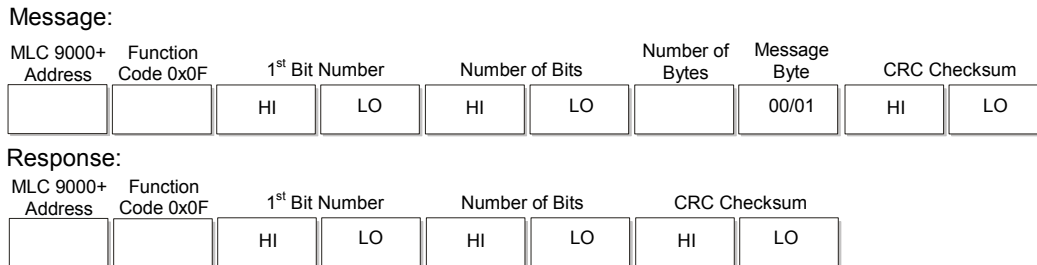 Message:
MLC 9000+ Address Function Code 0x0F 1st Bit Number Number of Bits Number of Bytes Message Byte CRC Checksum
HI LO HI LO 00/01 HI LO
Response:
MLC 9000+ Address Function Code 0x0F 1st Bit Number Number of Bits CRC Checksum
HI LO HI LO HI LO